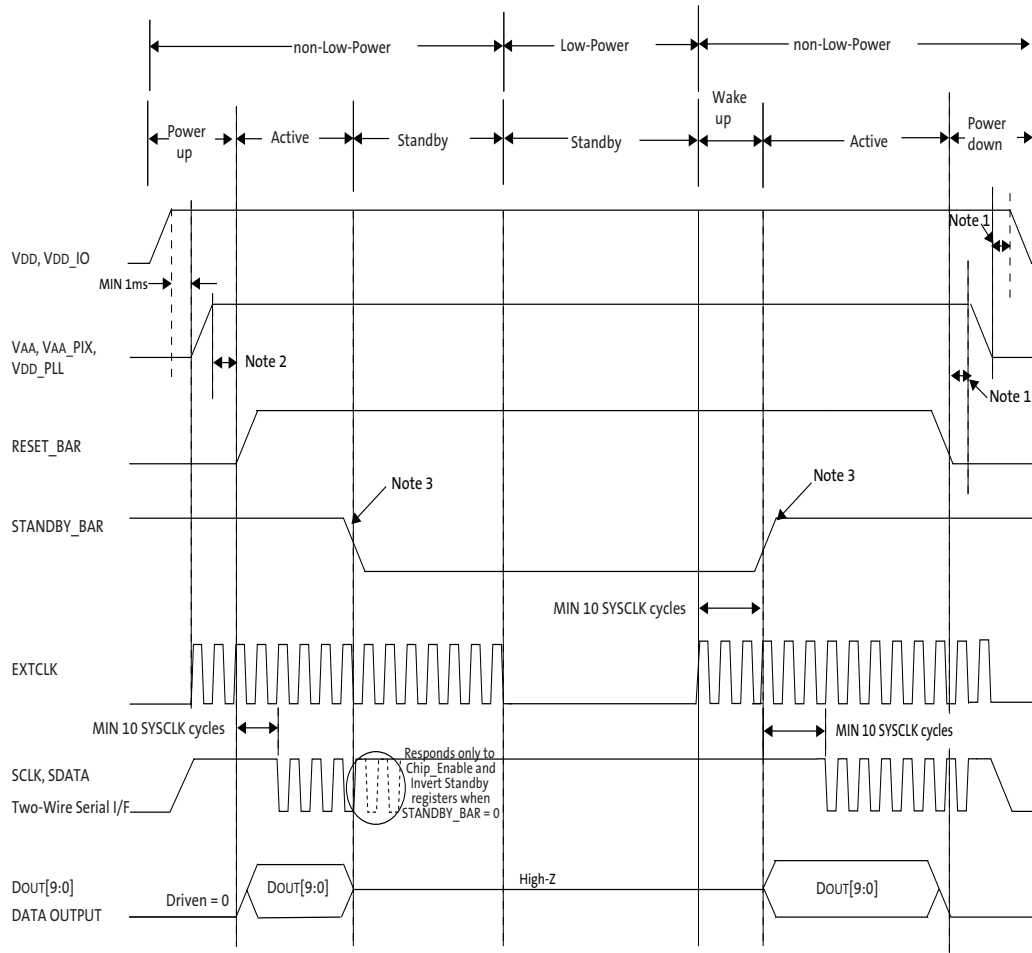 non-Low-Power
Low-Power
non-Low-Power
Power
up
Active
Standby
Standby
Wake
up
Active
Power
down
Note 1
VDD, VDD_IO
MIN 1ms
VAA, VAA_PIX,
VDD_PLL
Note 2
Note 1
RESET_BAR
Note 3
Note 3
STANDBY_BAR
MIN 10 SYSCLK cycles
EXTCLK
MIN 10 SYSCLK cycles
MIN 10 SYSCLK cycles
SCLK, SDATA
Two-Wire Serial I/F
Responds only to
Chip_Enable and
Invert Standby
registers when
STANDBY_BAR = 0
DOUT[9:0]
DATA OUTPUT
Driven = 0
DOUT[9:0]
High-Z
DOUT[9:0]